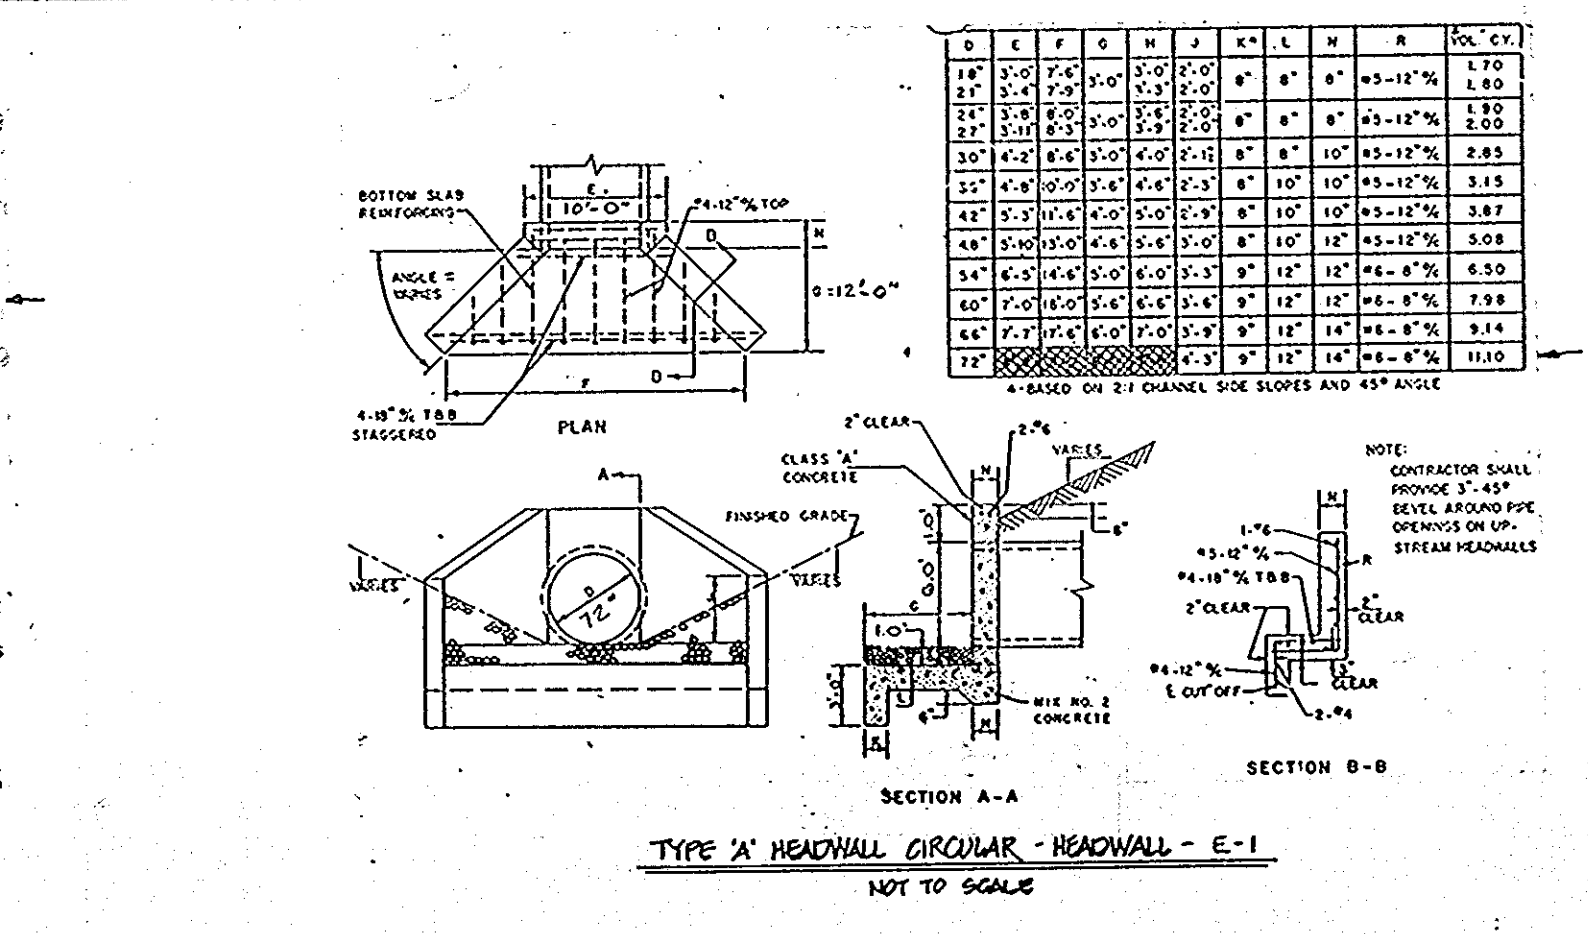 D E F G H J K* L N R VOL. C.Y.
18" 3'-0" 7'-6" 3'-0" 3'-0" 2'-0" 8" 8" 8" #5-12" % 1.70
21" 3'-4" 7'-9" 3'-3" 2'-0" 1.80
24" 3'-8" 8'-0" 3'-0" 3'-6" 2'-0" 8" 8" 8" #5-12" % 1.90
27" 3'-11" 8'-3" 3'-9" 2'-0" 2.00
30" 4'-2" 8'-6" 3'-0" 4'-0" 8" 8" 10" #5-12" % 2.85
4'-8" 10'-0" 3'-6" 4'-6" 2'-3" 8" 10" 10" #5-12" % 3.15
42" 5'-3" 11'-6" 4'-0" 5'-0" 2'-9" 8" 10" 10" #5-12" % 3.87
48" 5'-10" 13'-0" 4'-6" 5'-6" 3'-0" 8" 10" 12" #5-12" % 5.08
54" 6'-5" 14'-6" 5'-0" 6'-0" 3'-3" 9" 12" 12" #6-8" % 6.50
60" 7'-0" 16'-0" 5'-6" 6'-6" 3'-6" 9" 12" 12" #6-8" % 7.98
66" 7'-7" 17'-6" 6'-0" 7'-0" 3'-9" 9" 12" 14" #6-8" % 9.14
72" 4'-3" 9" 12" 14" #6-8" % 11.10
BASED ON 2:1 CHANNEL SIDE SLOPES AND 45° ANGLE
BOTTOM SLAB
REINFORCING
E
10'-0"
#4-12" % TOP
N
ANGLE =
VARIES
G=12'-0"
F
4-18" % T&B
STAGGERED
PLAN
A
FINISHED GRADE
VARIES
VARIES
D
72"
2" CLEAR
2-#6
CLASS "A"
CONCRETE
VARIES
N
6"
G
1.0'
3'-0"
L
K
N
MIX NO. 2
CONCRETE
SECTION A-A
NOTE:
CONTRACTOR SHALL
PROVIDE 3"-45°
BEVEL AROUND PIPE
OPENINGS ON UP-
STREAM HEADWALLS
N
1-#6
#5-12" %
#4-18" % T&B
R
2" CLEAR
2"
CLEAR
#4-12" %
℄ CUT OFF
3"
CLEAR
2-#4
SECTION B-B
TYPE 'A' HEADWALL CIRCULAR - HEADWALL - E-1
NOT TO SCALE